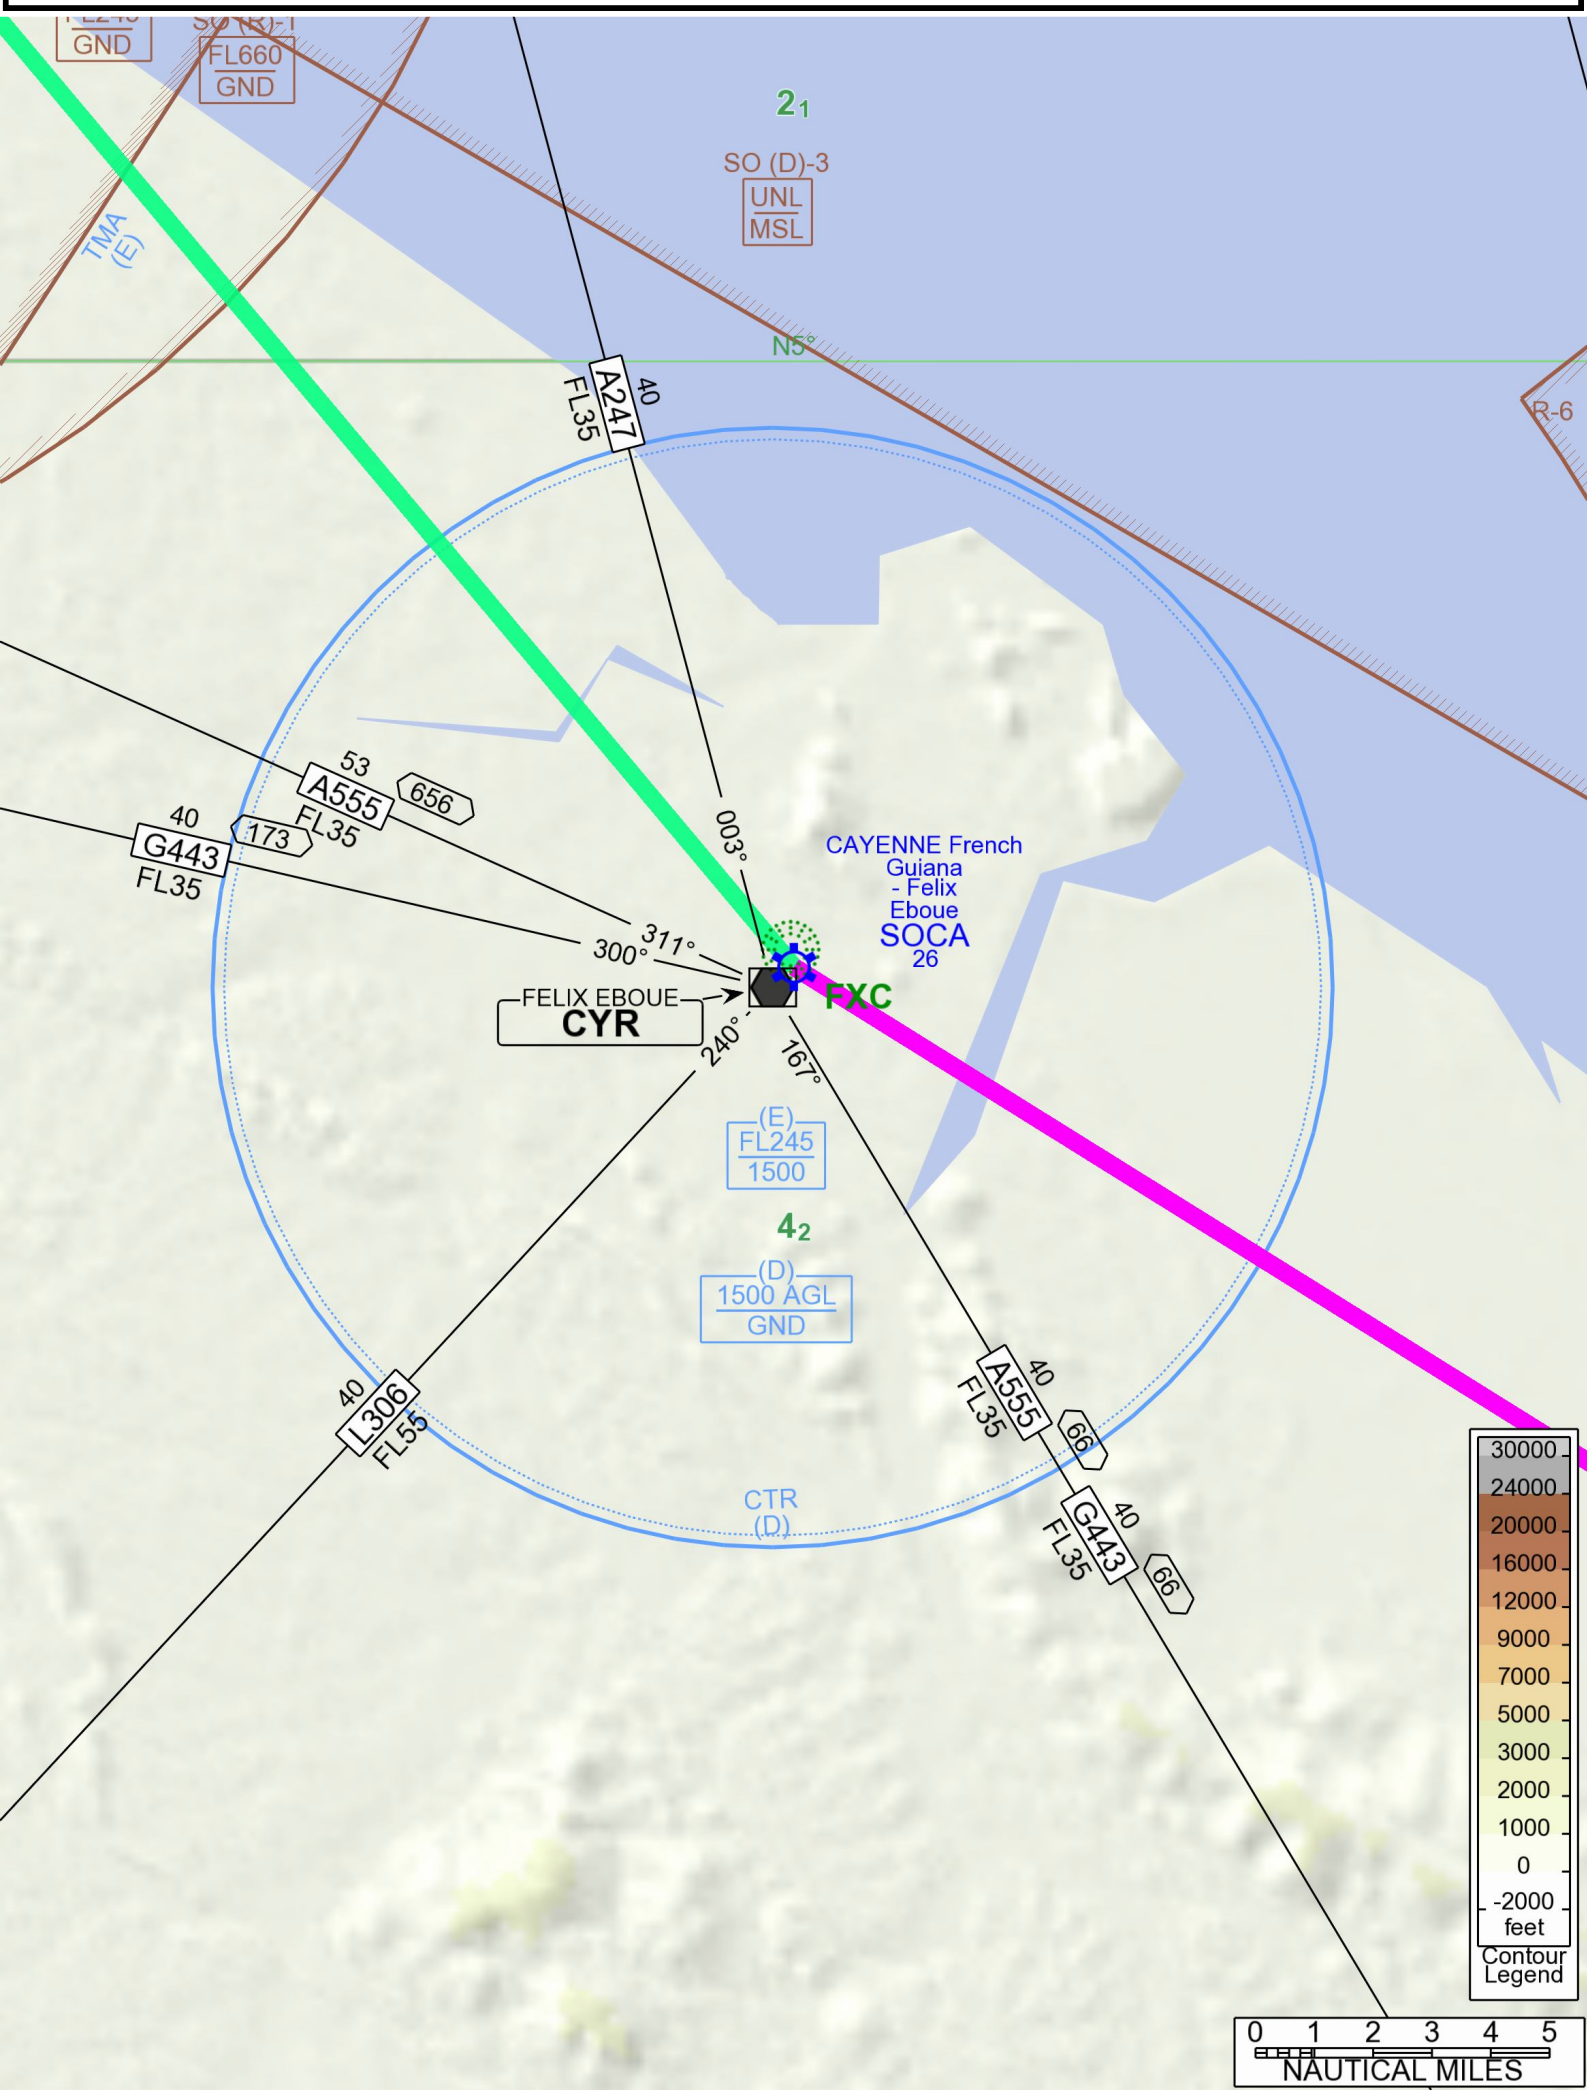 GND
SO (R)-1
FL660
GND
2₁
SO (D)-3
UNL
MSL
TMA
(E)
N5°
R-6
A247
40
FL35
53
A555
656
FL35
40
G443
173
FL35
003°
311°
300°
CAYENNE French
Guiana
- Felix
Eboue
SOCA
26
FXC
FELIX EBOUE
CYR
240°
167°
(E)
FL245
1500
4₂
(D)
1500 AGL
GND
40
L306
FL55
40
A555
FL35
66
CTR
(D)
40
G443
FL35
66
30000
24000
20000
16000
12000
9000
7000
5000
3000
2000
1000
0
-2000
feet
Contour
Legend
0 1 2 3 4 5
NAUTICAL MILES